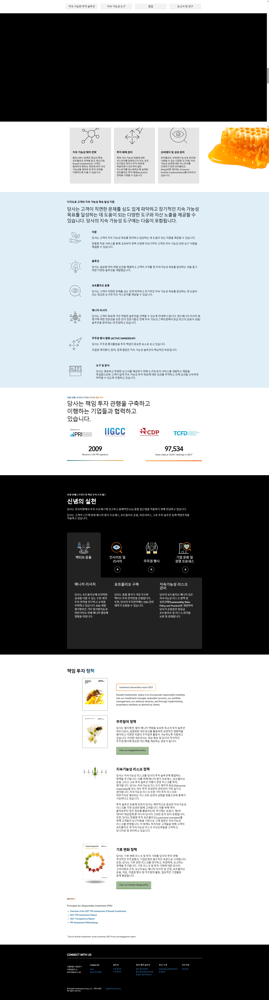 지속 가능한 투자 솔루션
지속 가능성 도구
협업
보고서 및 연구
지속 가능성 테마 전략
탈탄소화나 임팩트 중심의 특정
포트폴리오 전략을 찾고 계신다면,
Russell Investments는 고객과
협력하여 원하는 목표에 따라 지속
가능성을 테마로 한 투자 전략을
이행하도록 도울 수 있습니다.
투자 배제 관리
특정 지속 가능성 위험에 대한
익스포저를 완화하고자 하는 경우,
당사팀은 최우선 투자 목표에
부합하면서 의도하지 않은
익스포저를 최소화하도록 설계된
포트폴리오 투자 배제(exclusion)
전략을 구현할 수 있습니다.
오버레이 및 성과 관리
포트폴리오 오버레이 및 성과 관리에
사용할 수 있는 다양한 도구(예: 지속
가능성 성과에 대한 익스포저를
조정하기 위한 포트폴리오
tilting(비중 재조정), Enhanced
Portfolio Implementation)를 보유하고
있습니다.
다각도로 고객의 지속 가능성 목표 달성 지원
당사는 고객이 직면한 문제를 심도 있게 파악하고 장기적인 지속 가능성
목표를 달성하는 데 도움이 되는 다양한 도구와 자산 노출을 제공할 수
있습니다. 당사의 지속 가능성 도구에는 다음이 포함됩니다.
자문
당사는 고객이 지속 가능성 목표를 정의하고 달성하는 데 도움이 되는 지원을 제공할 수 있습니다.
맞춤형 자문 서비스를 통해 교육부터 정책 수립에 이르기까지 고객의 지속 가능성 관련 요구 사항을
해결할 수 있습니다.
솔루션
당사는 글로벌 여러 위험 요인을 해결하고 고객이 수익률 및 지속가능성 목표를 달성하는 것을 돕기
위한 다양한 솔루션을 개발했습니다.
포트폴리오 운용
당사는 고객이 직면한 문제를 심도 있게 파악하고 장기적인 지속 가능성 목표를 달성하는 데 도움이
되는 정교한 도구와 자산 익스포저를 제공할 수 있습니다.
매니저 리서치
당사는 고객이 목표에 가장 적합한 솔루션을 선택할 수 있도록 안내해 드립니다. 펀드매니저 리서치 및
평가에 대한 전문성을 갖춘 당사 전문가들은 전체 지속 가능성 스펙트럼에서 동급 최고의 운용사 상품/
솔루션을 찾아내는 데 전념하고 있습니다.
주주권 행사 활동 (ACTIVE OWNERSHIP)
당사는 주주권 행사활동을 투자 책임의 중요한 요소로 보고 있습니다.
의결권 대리행사, 참여, 업계 협업은 지속 가능성 솔루션의 핵심적인 부분입니다.
도구 및 분석
당사는 명료하고 투명한 보고서를 제공하기 위해 도구와 분석 서비스를 개발하고 재원을
투입함으로써 고객이 쉽게 지속 가능성 투자 목표에 대한 성과를 추적하고 규제 요건을 신속하게
파악할 수 있도록 지원하고 있습니다.
러셀 인베스트먼트의 책임 투자에 대한 약속
당사는 책임 투자 관행을 구축하고
이행하는 기업들과 협력하고
있습니다.
Signatory of:
PRI Principles for Responsible Investment
IIGCC
CDP
TCFD
2009
Became a UN PRI signatory
97,534
Votes made at 10,041 meetings in 2021¹
러셀 인베스트먼트의 책임 투자 프로세스
신념의 실천
당사는 전사차원에서 투자 프로세스에 견고하고 총체적인 ESG 통합 접근법을 적용하기 위해 전념하고 있습니다.
당사는 고객의 니즈에 맞춰 매니저 평가 프로세스, 포트폴리오 운용, 자문서비스, 고유 투자 솔루션 등에 책임투자를
적용하고 있습니다.
액티브 운용
인사이트 및
리서치
주주권 행사
기업 문화 및
경영 프로세스
매니저 리서치
당사는 포트폴리오에 유의미한
성과를 더할 수 있는 수천 개의
투자 전략을 연구하고 순위를
부여하고 있습니다. ESG 개별
평가항목은 기타 평가항목들과
마찬가지로 전체 매니저 랭킹에
영향을 미칩니다.
포트폴리오 구축
당사는 통합 평가가 가장 우수한
액티브 투자 전략만을 선정합니다.
또한, 당사의 투자전략에는 ESG 관련
테마가 포함될 수 있습니다.
지속가능성 리스크
관리
당사의 포트폴리오 매니저 팀은
지속가능성 리스크 정책 및
실천관행(Sustainability Risks
Policy and Practice)을 개발하여
당사가 운용중인 정상급
포트폴리오 및 리스크 관리를
보완 및 강화합니다.
책임 투자 정책
Investment stewardship report 2023
Russell Investments' policy is to incorporate responsible investing
into our investment manager evaluation process, our portfolio
management, our advisory services, and through implementing
proprietary solutions as desired by clients.
주주참여 정책
당사는 멀티에셋, 멀티 매니저 역량을 보유한 최고의 투자 솔루션
파트너로서, 광범위한 네트워크를 활용하여 긍정적인 영향력을
행사하고 다양한 차원의 주주참여 활동이 가능하도록 지원하고
있습니다. 이러한 네트워크는 정보 확보 및 당사의 적극적인
주주권 행사에 중요한 피드백을 제공하는 경로가 됩니다.
View our engagement policy
지속가능성 리스크 정책
당사는 지속가능성 리스크를 당사의 투자 솔루션에 통합하는
정책을 추구합니다. 이를 위해 매니저 평가 프로세스, 포트폴리오
운용 그리고 고유 투자 솔루션 이행시 관련 리스크를 파악,
평가합니다. 당사는 지속가능성 리스크가 재무적 중요성(financial
materiality)을 갖는 경우 투자 성과와의 관련성이 가장 높다고
생각합니다. 지속가능성 리스크 또한 기타 투자 리스크와
마찬가지로 예상되는 리스크와 성과의 균형을 맞춤으로써 통제가
가능하다고 믿습니다.
투자 솔루션 운용에 있어서 당사는 재무적으로 중요한 지속가능성
리스크를 기대 성과와 함께 고려합니다. 이를 위해 여러
출처로부터 얻은 정보를 활용하는데, 여기에는 운용사, 제3자
데이터 제공업체 뿐 아니라 당사의 고유한 분석 등이 포함됩니다.
또한, 당사는 맞춤형 투자 포트폴리오(customised mandates)를
위해 고객들의 요구사항을 기반으로 그에 알맞은 지속가능성
리스크를 반영합니다. 이 밖에도 투자자문 고객들을 위해 고객의
포트폴리오 내 지속가능성 리스크 우선순위들을 고려하고,
모니터링 및 관리하고 있습니다.
Climate change policy
기후 변화 정책
당사는 기후 변화 리스크 및 투자 기회를 당사의 투자 관행,
적극적인 주주권행사, 기업운영의 필수적인 부분으로 고려합니다.
또한, 당사는 기후 관련 리스크를 연구하고, 측정하며, 보고하는
정책을 추구합니다. 기후 리스크 및 투자 기회에 대한 당사의
고려사항과 조치, 보고지표는 매니저 리서치 및 선정, 포트폴리오
운용, 자문, 의결권 행사 및 주주참여 활동, 일상적인 기업활동
등에 통합됩니다.
View our climate change policy
REPORTS
Principles for Responsible Investment (PRI)
Overview of the 2021 PRI assessment of Russell Investments
2021 PRI Assessment Report
2021 Transparency Report
PRI Assessment Methodology
¹ Source: Russell Investments' active ownership: 2021 Proxy and engagement report.
CONNECT WITH US
서울특별시 영등포구
국제금융로 10,
투아이에프씨 19 층
Contact Us
Email
02-6137-6900
솔루션
기관 투자자
기타 투자자
멀티 에셋 솔루션
멀티 에셋 투자란
멀티 에셋 솔루션의 특징
왜 멀티 에셋 투자인가?
회사 소개
러셀 인베스트먼트의 투자
접근방식
보도자료
보도자료
© Russell Investments Group, LLC. 1995-2025.
All rights reserved.
Legal | Privacy policy